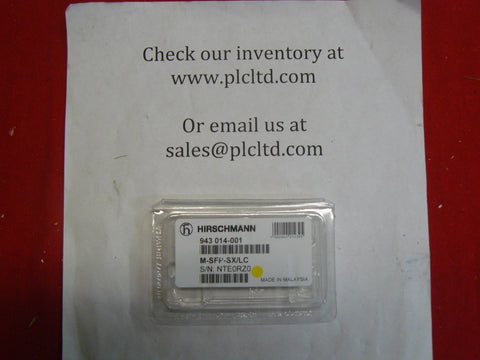 Check our inventory at
www.plcltd.com
Or email us at
sales@plcltd.com
HIRSCHMANN
943 014-001
M-SFP-SX/LC
S/N: NTE0RZ0
MADE IN MALAYSIA